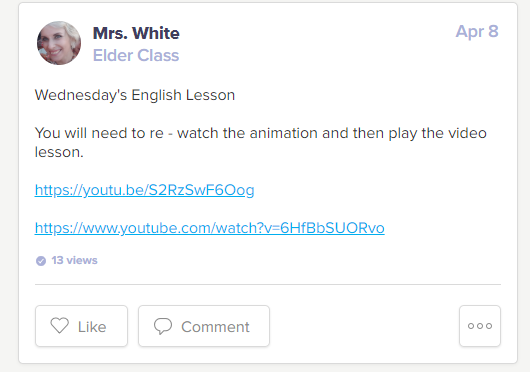 Mrs. White
Apr 8
Elder Class
Wednesday's English Lesson
You will need to re - watch the animation and then play the video
lesson.
https://youtu.be/S2RzSwF6Oog
https://www.youtube.com/watch?v=6HfBbSUORvo
13 views
Like
Comment